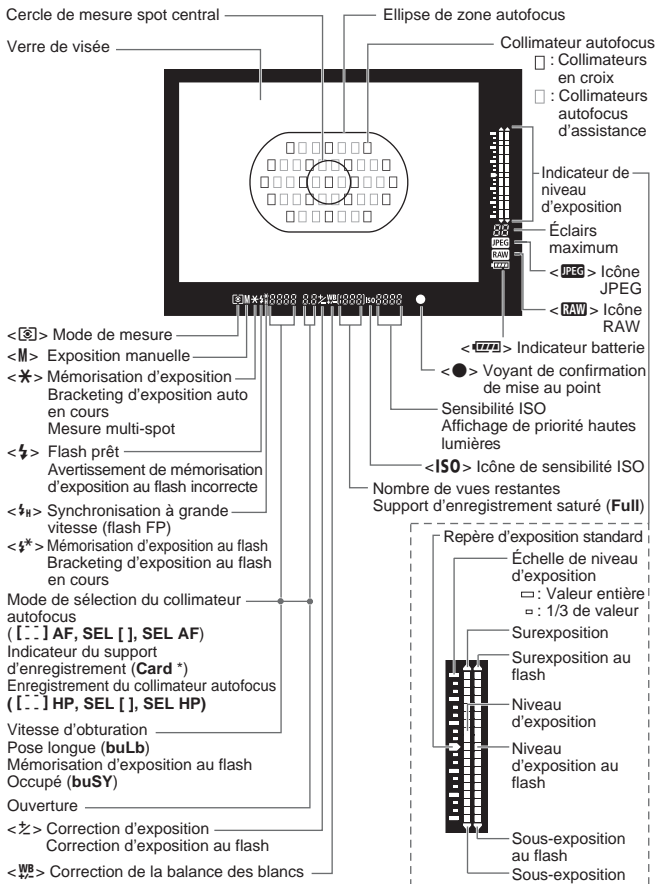 Cercle de mesure spot central
Ellipse de zone autofocus
Verre de visée
Collimateur autofocus
: Collimateurs
en croix
: Collimateurs
autofocus
d'assistance
Indicateur de
niveau
d'exposition
Éclairs
maximum
JPEG
RAW
<JPEG> Icône
JPEG
<RAW> Icône
RAW
< > Indicateur batterie
<●> Voyant de confirmation
de mise au point
Sensibilité ISO
Affichage de priorité hautes
lumières
<ISO> Icône de sensibilité ISO
Nombre de vues restantes
Support d'enregistrement saturé (Full)
M ISO
< > Mode de mesure
<M> Exposition manuelle
<✱> Mémorisation d'exposition
Bracketing d'exposition auto
en cours
Mesure multi-spot
<⚡> Flash prêt
Avertissement de mémorisation
d'exposition au flash incorrecte
<⚡H> Synchronisation à grande
vitesse (flash FP)
<⚡*> Mémorisation d'exposition au flash
Bracketing d'exposition au flash
en cours
Mode de sélection du collimateur
autofocus
([ ] AF, SEL [ ], SEL AF)
Indicateur du support
d'enregistrement (Card *)
Enregistrement du collimateur autofocus
([ ] HP, SEL [ ], SEL HP)
Vitesse d'obturation
Pose longue (buLb)
Mémorisation d'exposition au flash
Occupé (buSY)
Ouverture
<+/-> Correction d'exposition
Correction d'exposition au flash
<WB+/-> Correction de la balance des blancs
Repère d'exposition standard
Échelle de niveau
d'exposition
: Valeur entière
: 1/3 de valeur
Surexposition
Surexposition au
flash
Niveau
d'exposition
Niveau
d'exposition au
flash
Sous-exposition
au flash
Sous-exposition